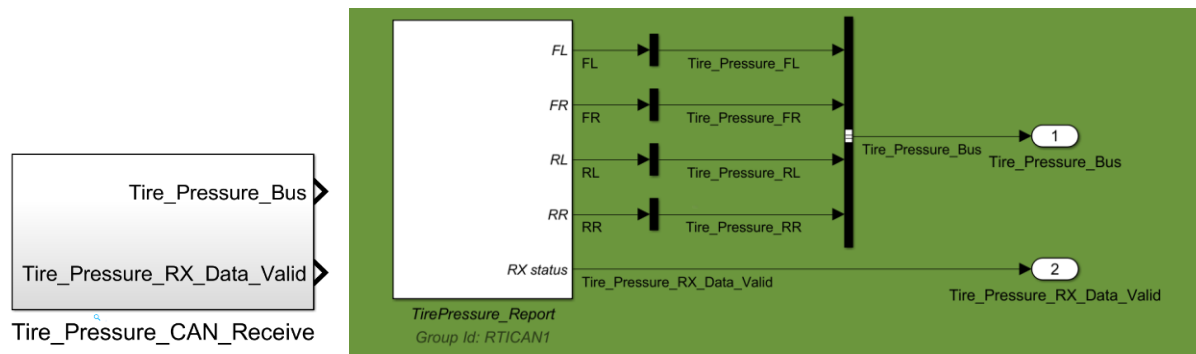 Tire_Pressure_Bus
Tire_Pressure_RX_Data_Valid
Tire_Pressure_CAN_Receive
FL
FL
Tire_Pressure_FL
FR
FR
Tire_Pressure_FR
RL
RL
Tire_Pressure_RL
RR
RR
Tire_Pressure_RR
RX status
Tire_Pressure_RX_Data_Valid
TirePressure_Report
Group Id: RTICAN1
Tire_Pressure_Bus
1
Tire_Pressure_Bus
2
Tire_Pressure_RX_Data_Valid